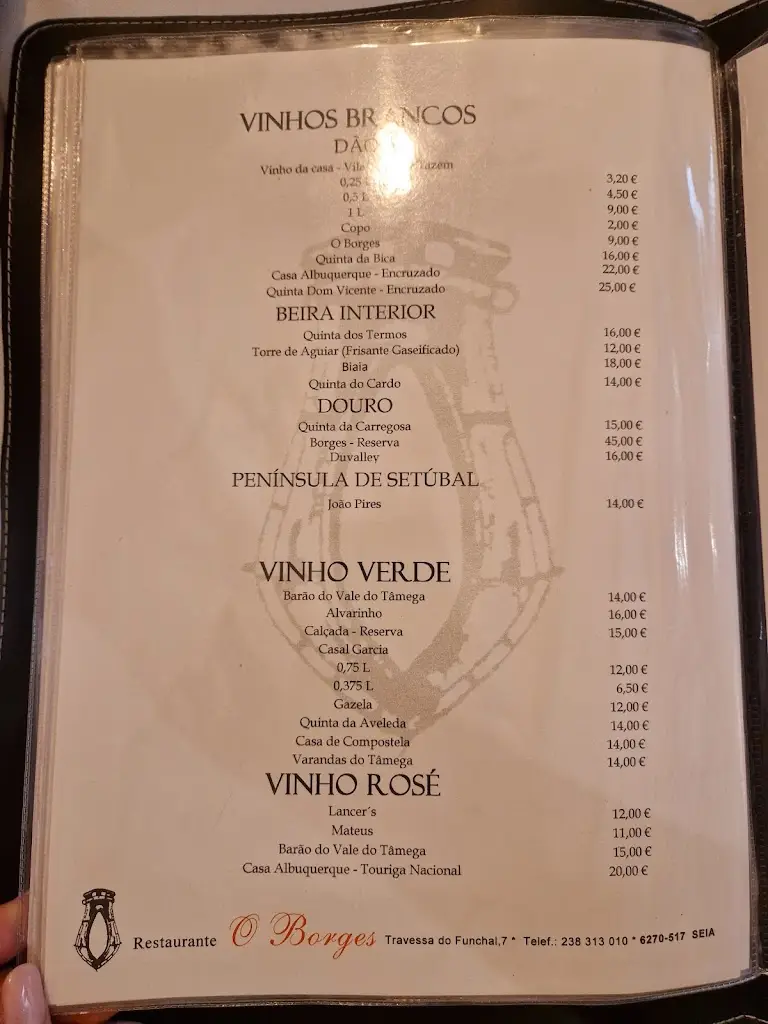 VINHOS BRANCOS
DÃO
Vinho da casa - Vila
0,25 L 3,20 €
0,5 L 4,50 €
1 L 9,00 €
Copo 2,00 €
O Borges 9,00 €
Quinta da Bica 16,00 €
Casa Albuquerque - Encruzado 22,00 €
Quinta Dom Vicente - Encruzado 25,00 €
BEIRA INTERIOR
Quinta dos Termos 16,00 €
Torre de Aguiar (Frisante Gaseificado) 12,00 €
Biaia 18,00 €
Quinta do Cardo 14,00 €
DOURO
Quinta da Carregosa 15,00 €
Borges - Reserva 45,00 €
Duvalley 16,00 €
PENÍNSULA DE SETÚBAL
João Pires 14,00 €
VINHO VERDE
Barão do Vale do Tâmega 14,00 €
Alvarinho 16,00 €
Calçada - Reserva 15,00 €
Casal Garcia
0,75 L 12,00 €
0,375 L 6,50 €
Gazela 12,00 €
Quinta da Aveleda 14,00 €
Casa de Compostela 14,00 €
Varandas do Tâmega 14,00 €
VINHO ROSÉ
Lancer´s 12,00 €
Mateus 11,00 €
Barão do Vale do Tâmega 15,00 €
Casa Albuquerque - Touriga Nacional 20,00 €
Restaurante O Borges Travessa do Funchal,7 * Telef.: 238 313 010 * 6270-517 SEIA